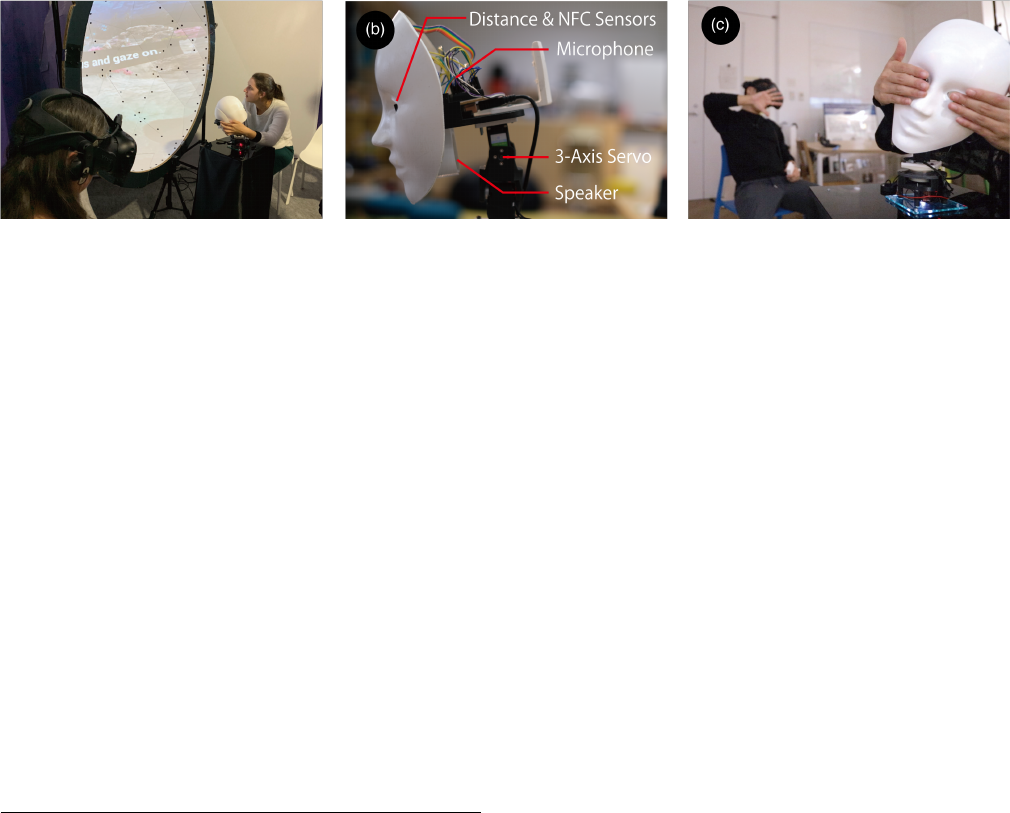 s and gaze on
(b)
Distance & NFC Sensors
Microphone
3-Axis Servo
Speaker
(c)